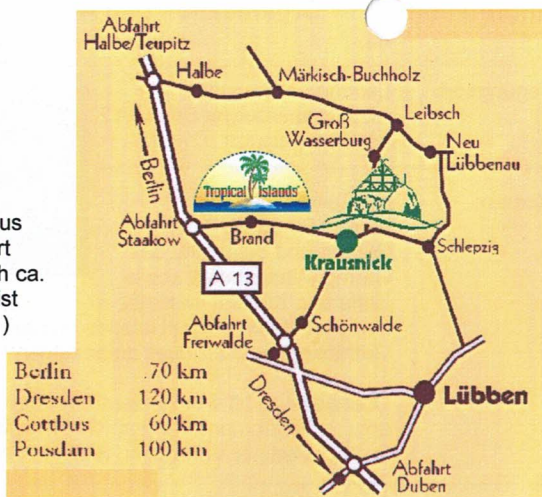 Abfahrt
Halbe/Teupitz
Halbe
Märkisch-Buchholz
Leibsch
Groß
Wasserburg
Neu
Lübbenau
Berlin
Tropical Islands
us
Abfahrt
Staakow
Brand
Krausnick
Schlepzig
rt
h ca.
st
)
A 13
Abfahrt
Freiwalde
Schönwalde
Berlin 70 km
Dresden 120 km
Cottbus 60 km
Potsdam 100 km
Dresden
Lübben
Abfahrt
Duben